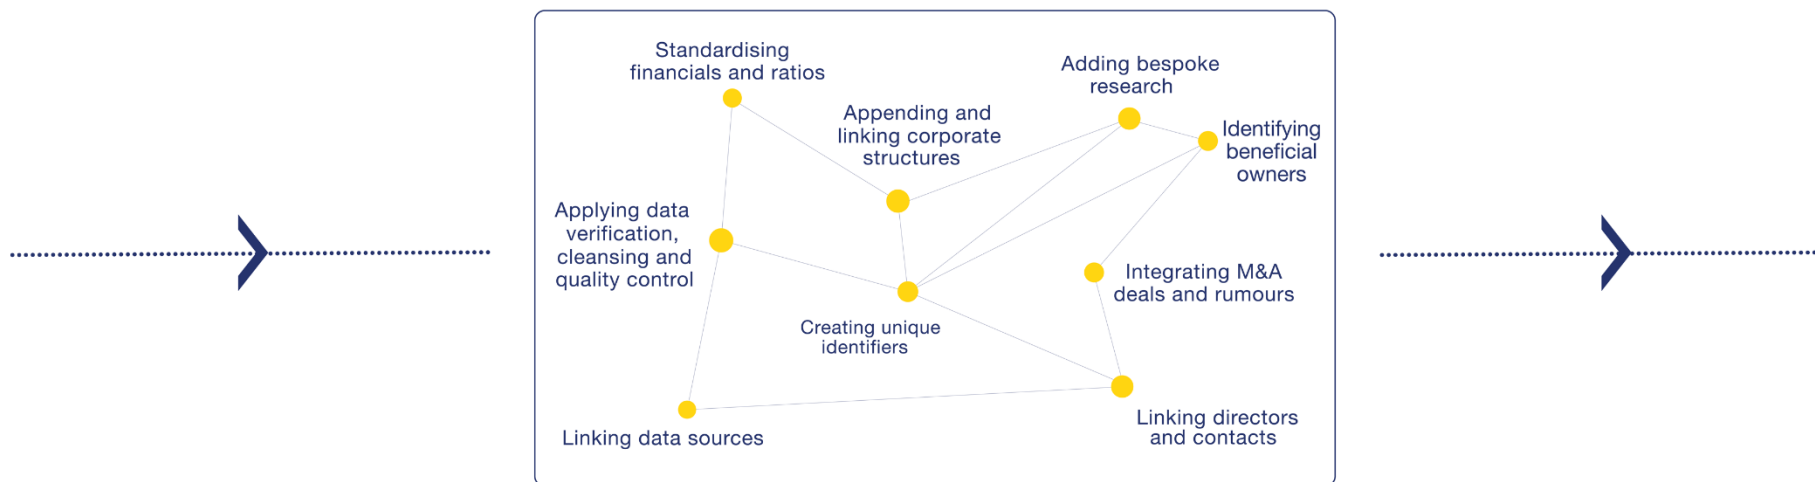 Standardising
financials and ratios
Appending and
linking corporate
structures
Adding bespoke
research
Identifying
beneficial
owners
Applying data
verification,
cleansing and
quality control
Creating unique
identifiers
Integrating M&A
deals and rumours
Linking data sources
Linking directors
and contacts